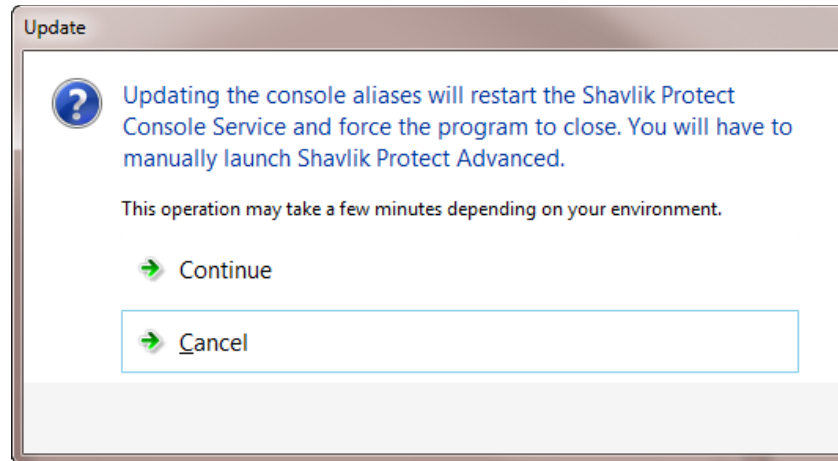 Update
Updating the console aliases will restart the Shavlik Protect
Console Service and force the program to close. You will have to
manually launch Shavlik Protect Advanced.
This operation may take a few minutes depending on your environment.
Continue
Cancel